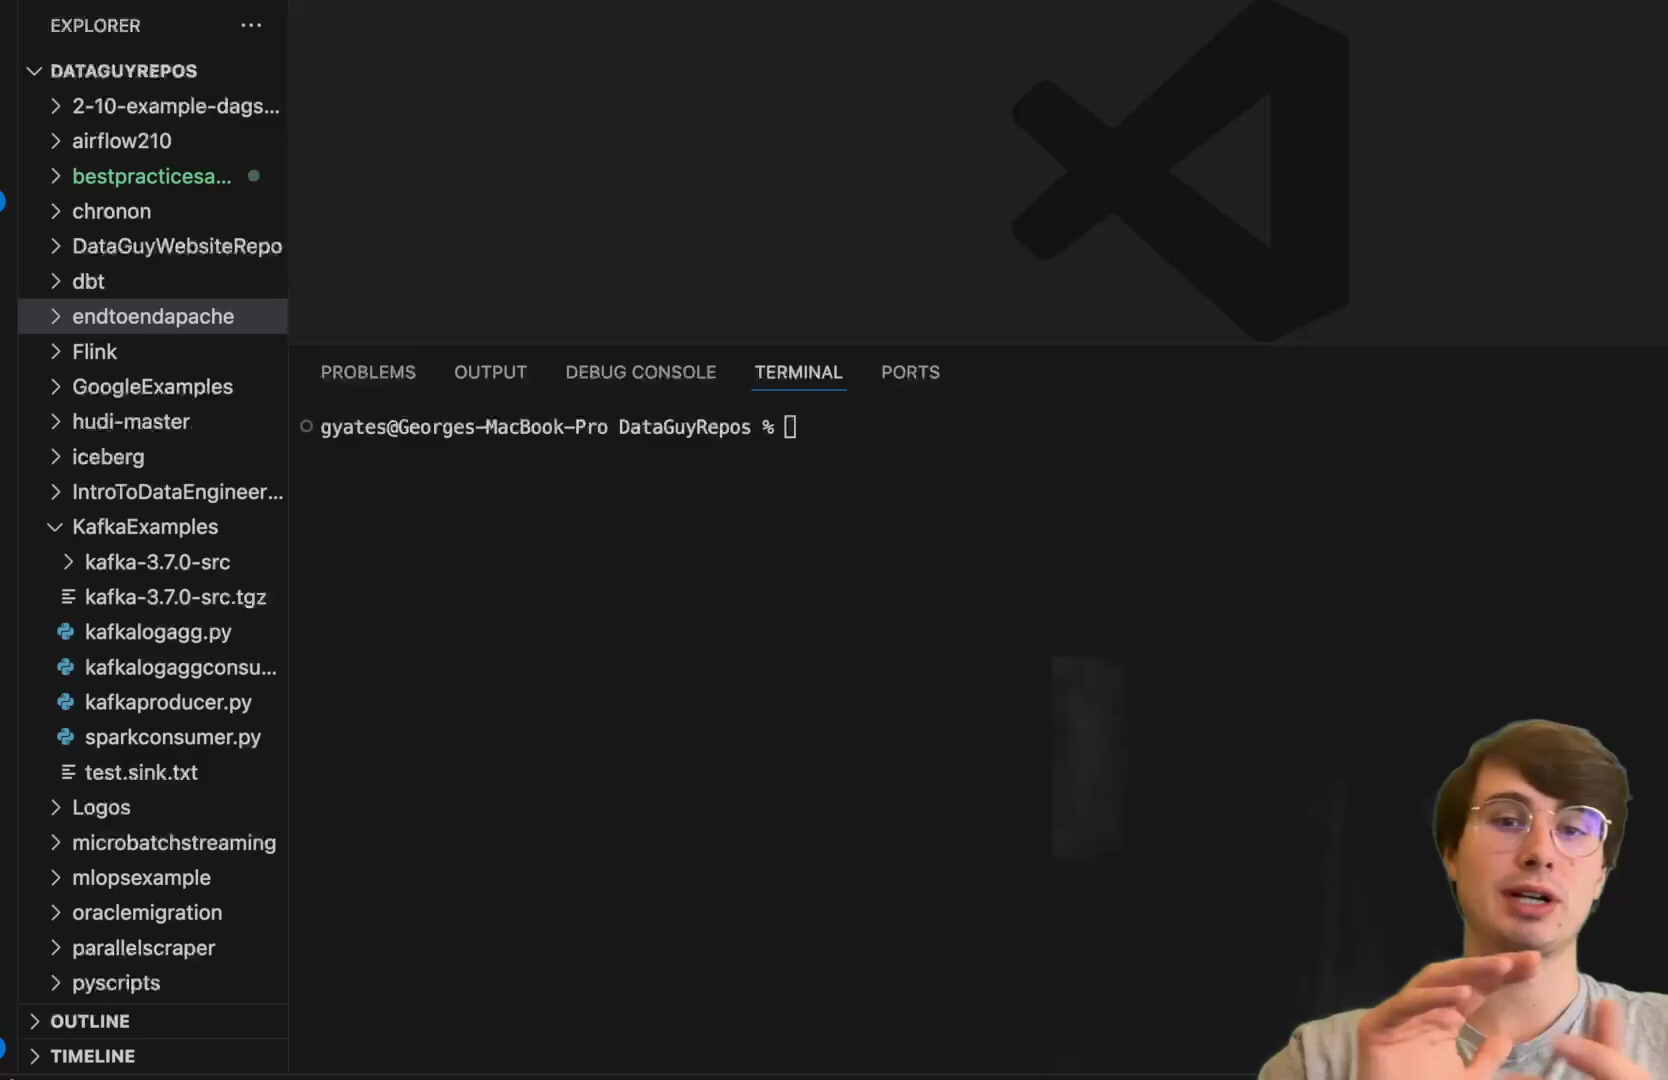 EXPLORER
DATAGUYREPOS
2-10-example-dags...
airflow210
bestpracticesa...
chronon
DataGuyWebsiteRepo
dbt
endtoendapache
Flink
GoogleExamples
hudi-master
iceberg
IntroToDataEngineer...
KafkaExamples
kafka-3.7.0-src
kafka-3.7.0-src.tgz
kafkalogagg.py
kafkalogaggconsu...
kafkaproducer.py
sparkconsumer.py
test.sink.txt
Logos
microbatchstreaming
mlopsexample
oraclemigration
parallelscraper
pyscripts
OUTLINE
TIMELINE
PROBLEMS OUTPUT DEBUG CONSOLE TERMINAL PORTS
gyates@Georges-MacBook-Pro DataGuyRepos %